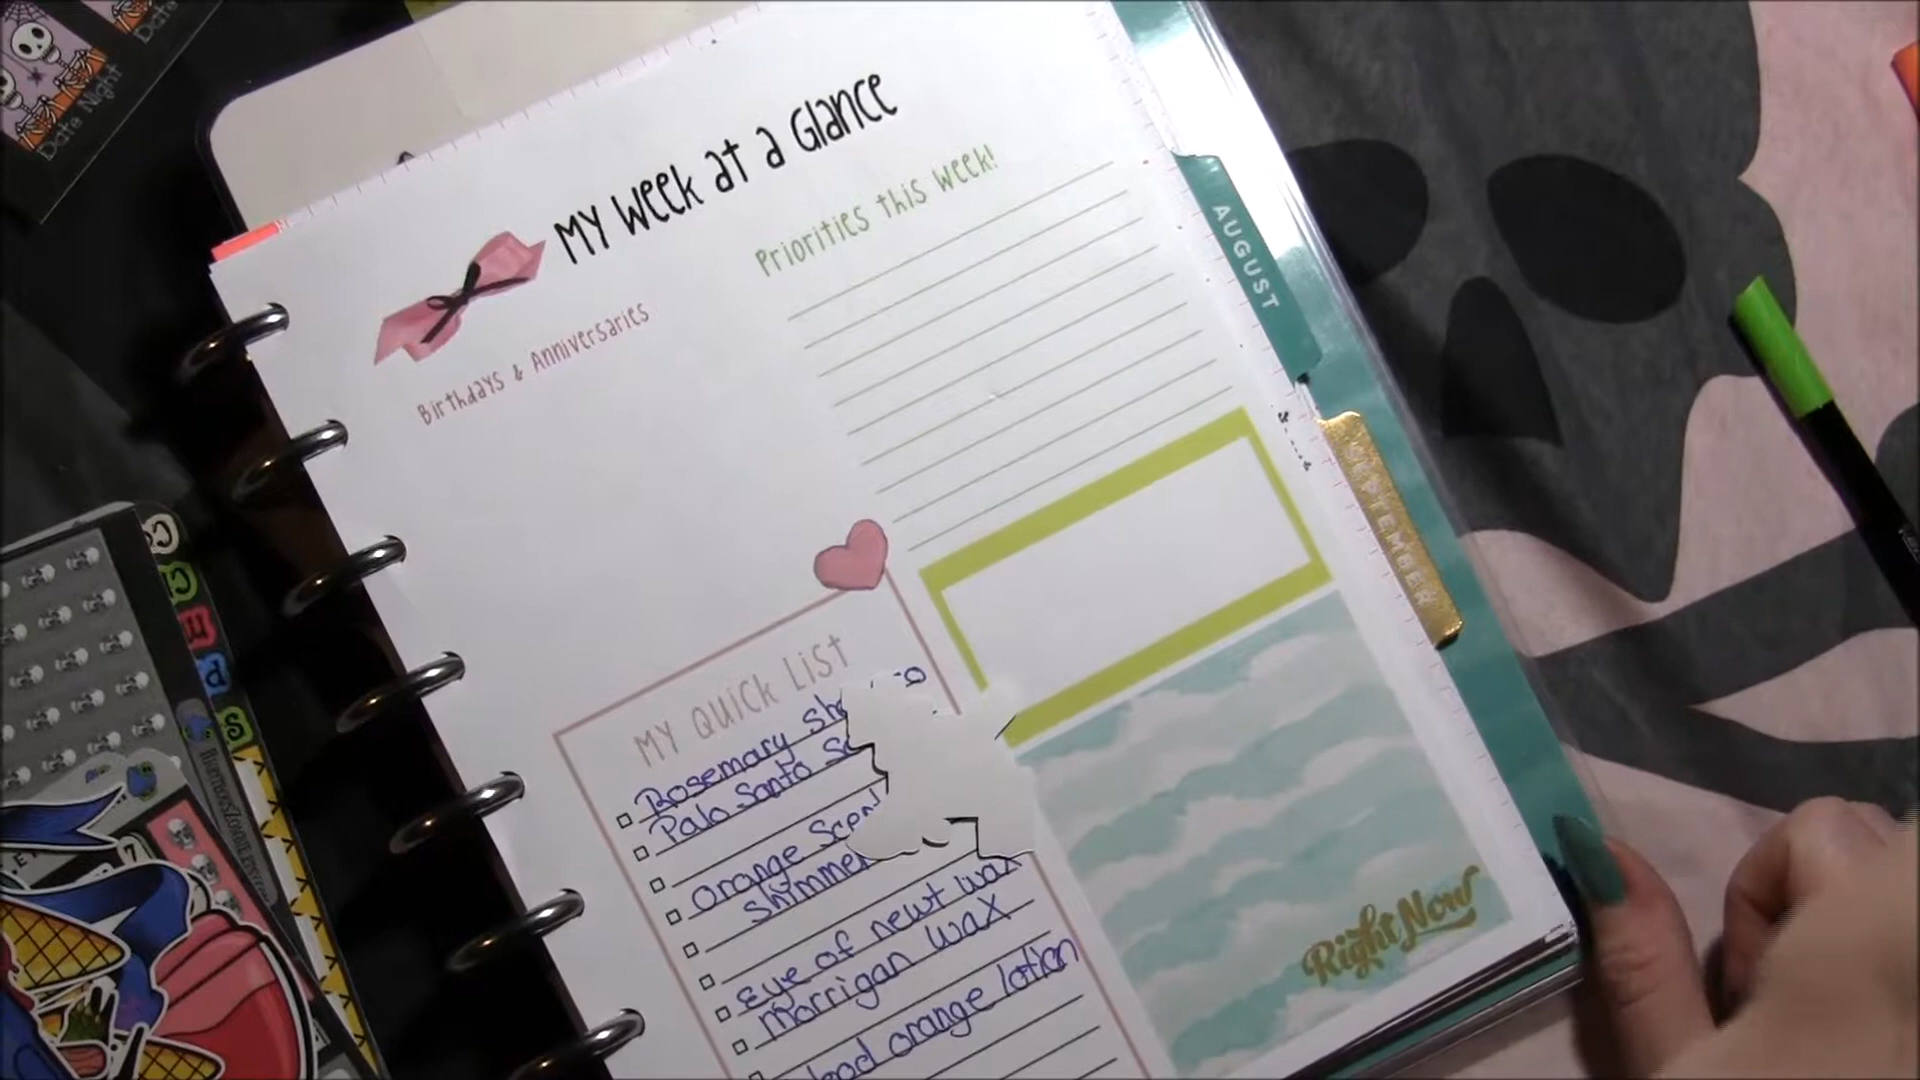 Date Night
Date
MY Week at a Glance
Priorities this week!
Birthdays & Anniversaries
AUGUST
SEPTEMBER
MY QUICK LIST
Rosemary
Palo Santo
orange
shimmer
eye of newt wax
Morrigan wax
orange lotion
Right Now